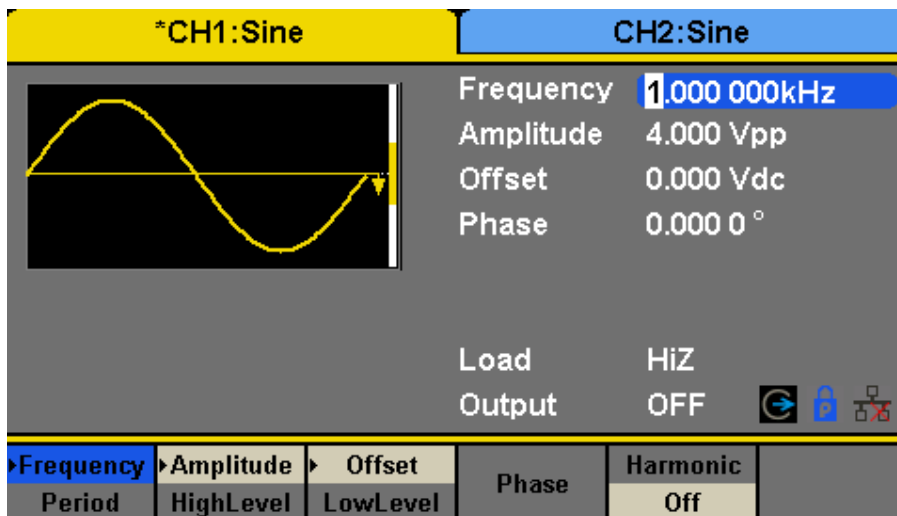 *CH1:Sine CH2:Sine
Frequency 1.000 000kHz
Amplitude 4.000 Vpp
Offset 0.000 Vdc
Phase 0.000 0 °
Load HiZ
Output OFF P
Frequency Amplitude Offset Phase Harmonic
Period HighLevel LowLevel Off